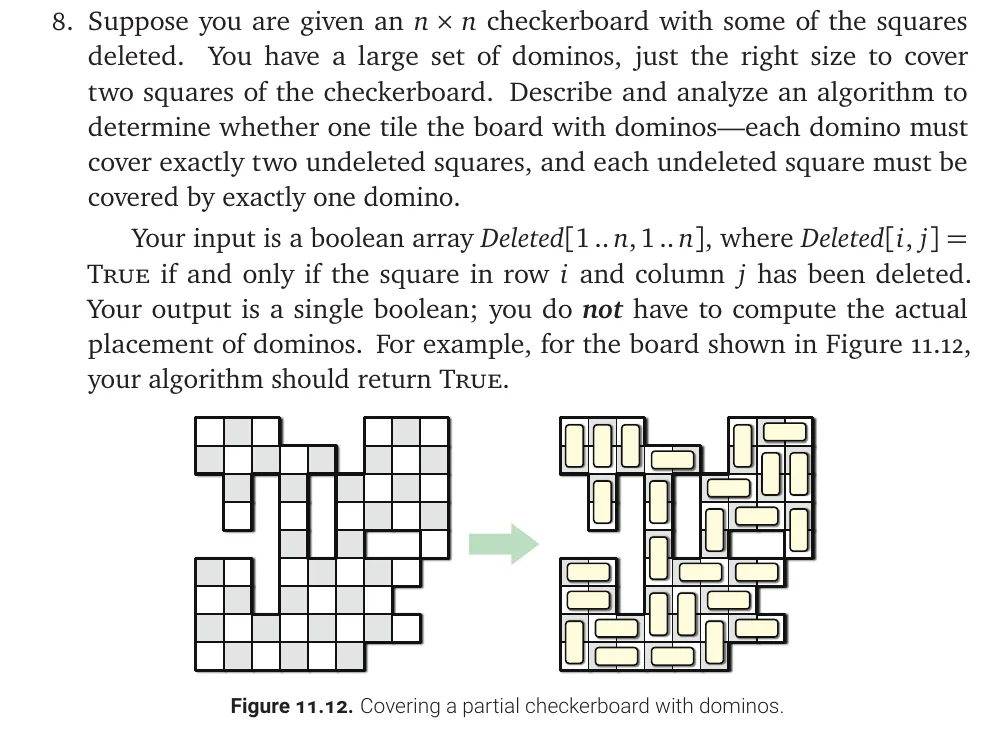 8. Suppose you are given an n × n checkerboard with some of the squares
deleted. You have a large set of dominos, just the right size to cover
two squares of the checkerboard. Describe and analyze an algorithm to
determine whether one tile the board with dominos—each domino must
cover exactly two undeleted squares, and each undeleted square must be
covered by exactly one domino.
Your input is a boolean array Deleted[1 .. n, 1 .. n], where Deleted[i, j] =
TRUE if and only if the square in row i and column j has been deleted.
Your output is a single boolean; you do not have to compute the actual
placement of dominos. For example, for the board shown in Figure 11.12,
your algorithm should return TRUE.
Figure 11.12. Covering a partial checkerboard with dominos.